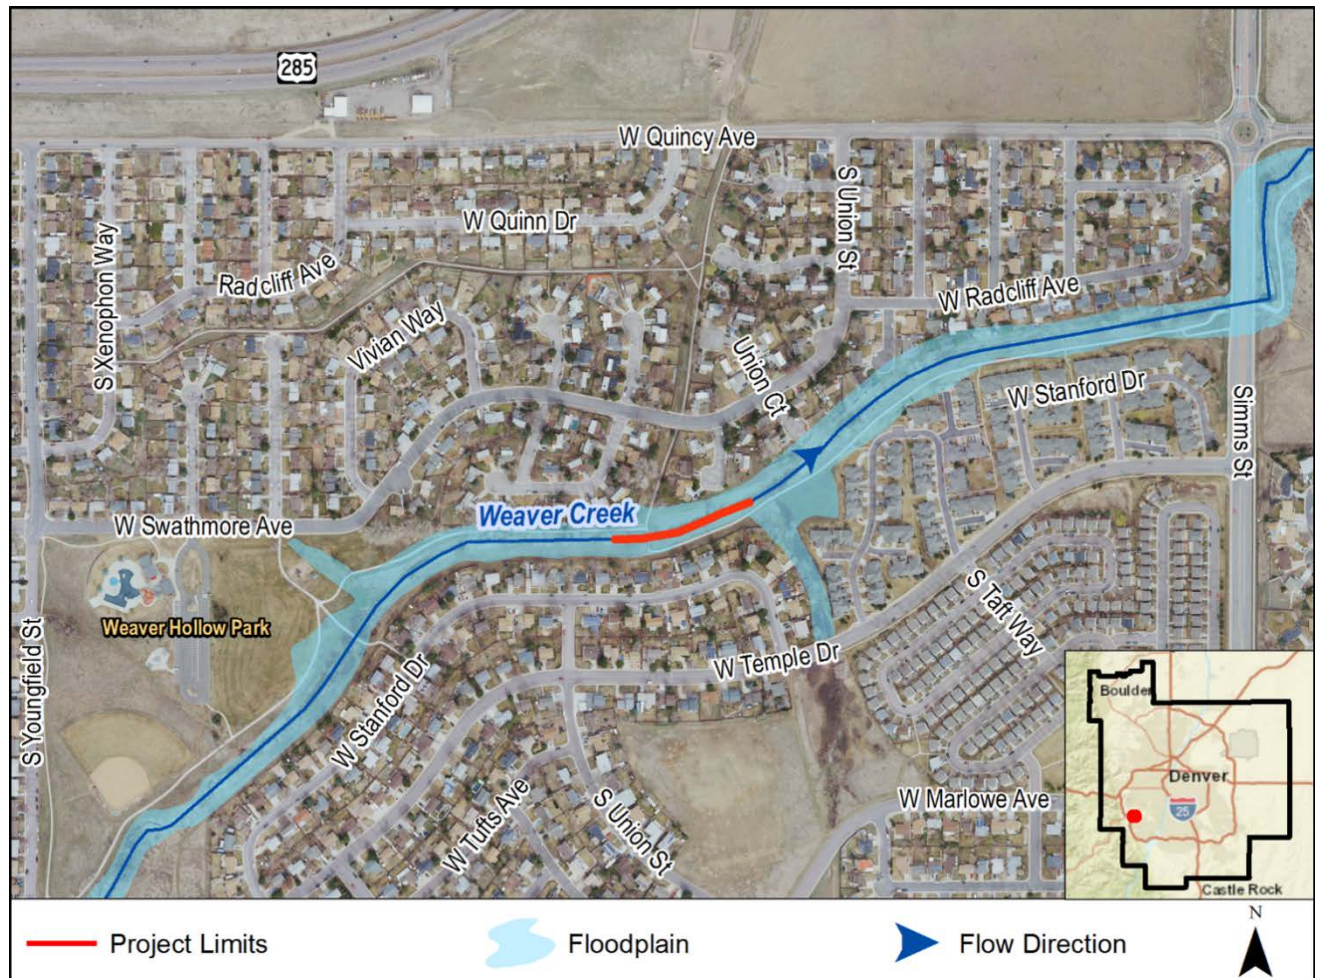 285
W Quincy Ave
S Union St
W Quinn Dr
S Xenophon Way
Radcliff Ave
W Radcliff Ave
Vivian Way
Union Ct
W Stanford Dr
Simms St
Weaver Creek
W Swathmore Ave
S Taft Way
Weaver Hollow Park
S Youngfield St
W Stanford Dr
W Temple Dr
W Tufts Ave
S Union St
W Marlowe Ave
Boulder
Denver
25
Castle Rock
Project Limits
Floodplain
Flow Direction
N